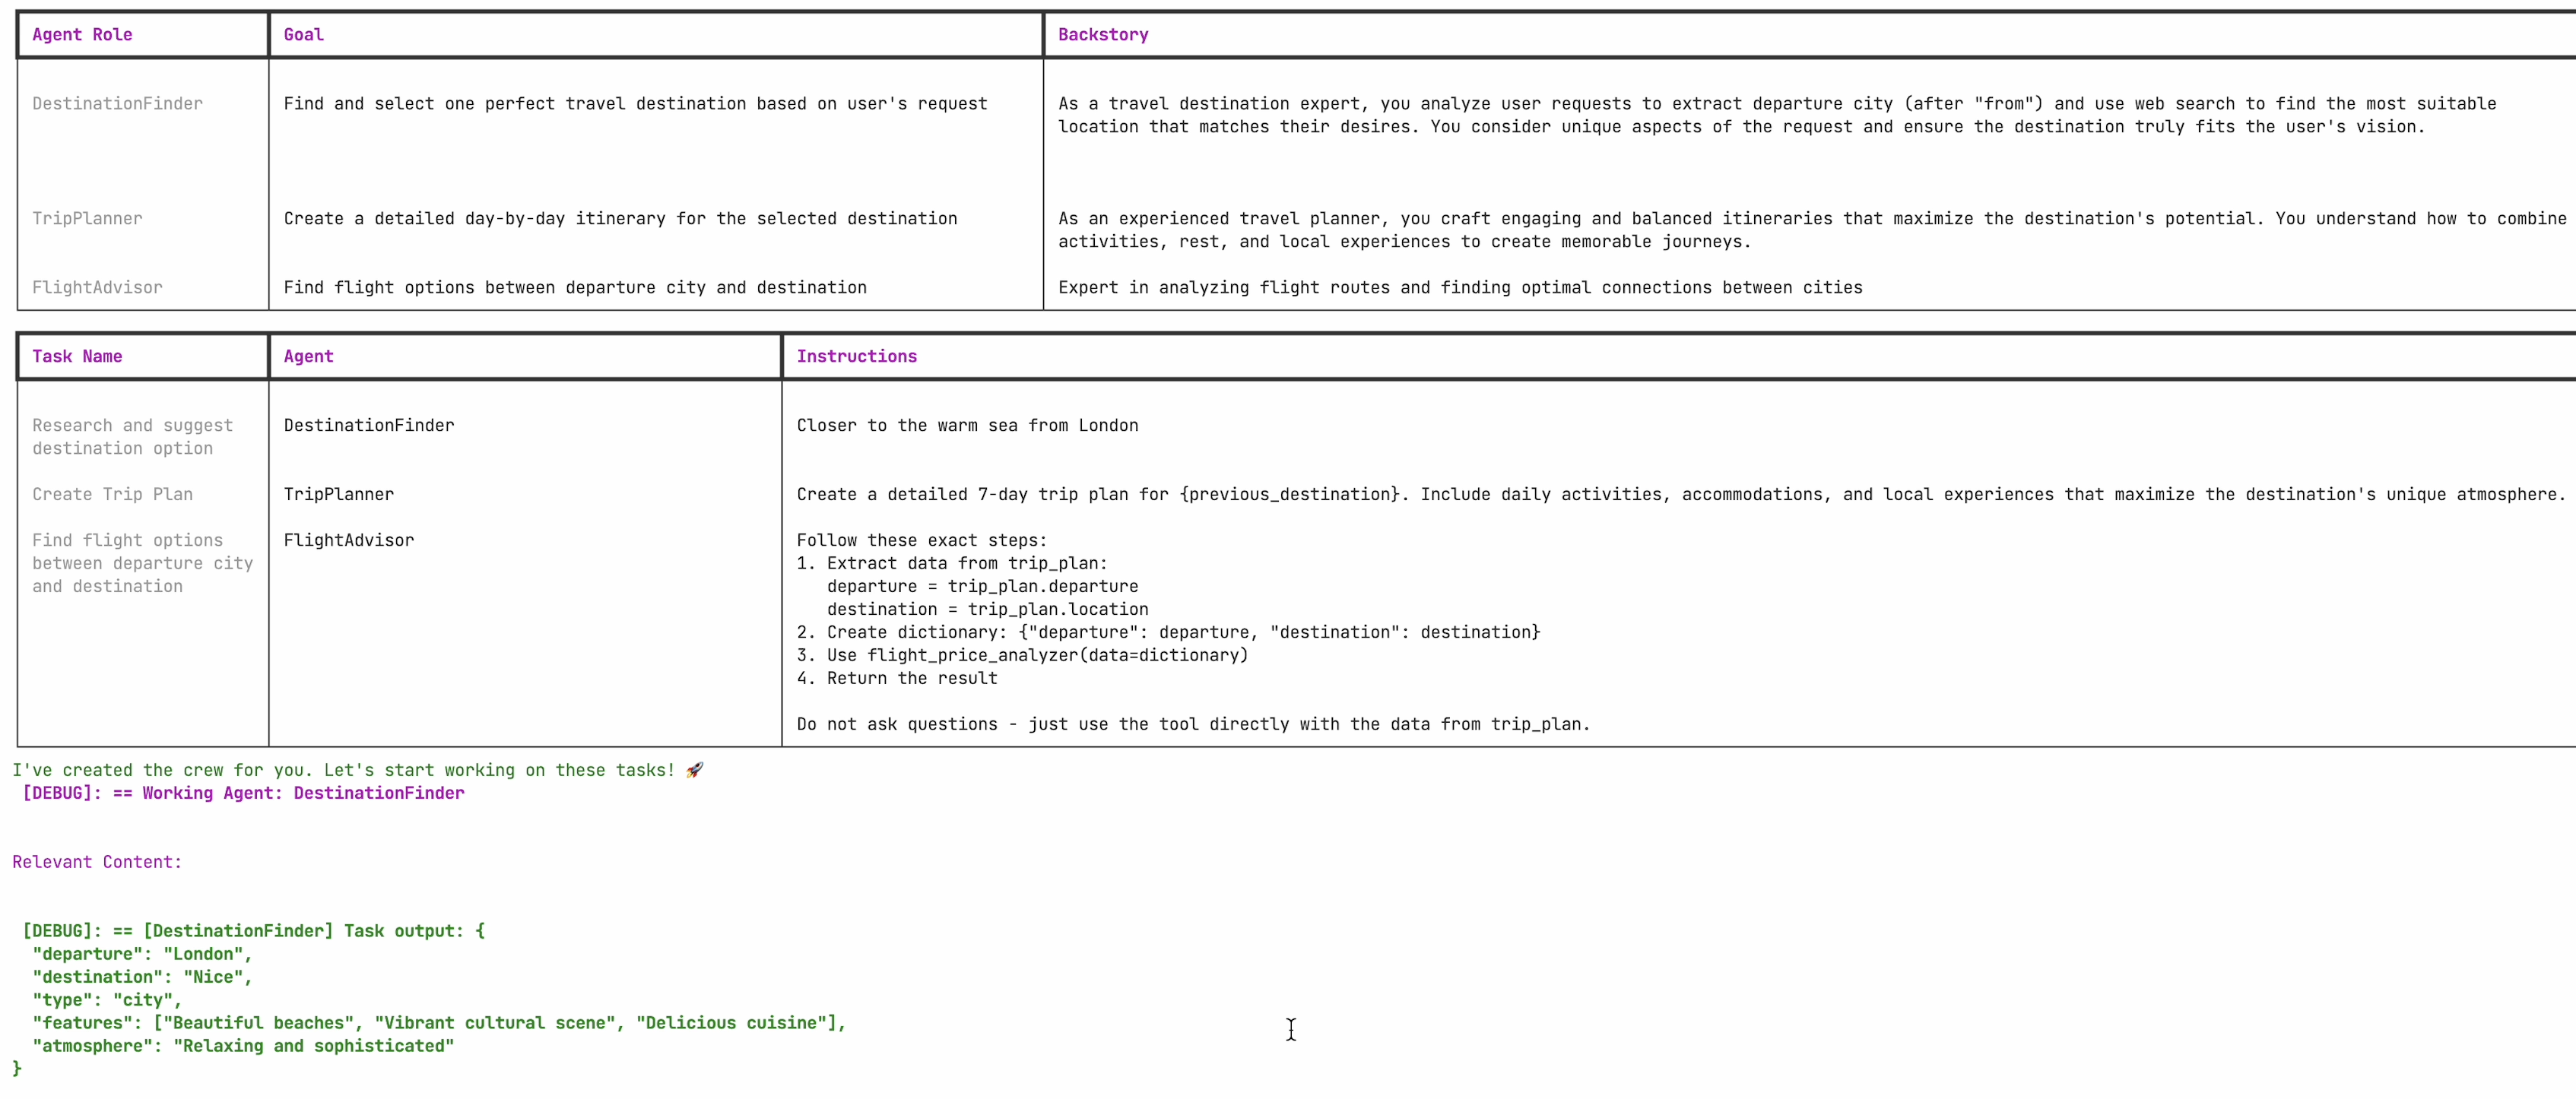 Agent Role Goal Backstory
DestinationFinder Find and select one perfect travel destination based on user's request As a travel destination expert, you analyze user requests to extract departure city (after "from") and use web search to find the most suitable
location that matches their desires. You consider unique aspects of the request and ensure the destination truly fits the user's vision.
TripPlanner Create a detailed day-by-day itinerary for the selected destination As an experienced travel planner, you craft engaging and balanced itineraries that maximize the destination's potential. You understand how to combine
activities, rest, and local experiences to create memorable journeys.
FlightAdvisor Find flight options between departure city and destination Expert in analyzing flight routes and finding optimal connections between cities
Task Name Agent Instructions
Research and suggest DestinationFinder Closer to the warm sea from London
destination option
Create Trip Plan TripPlanner Create a detailed 7-day trip plan for {previous_destination}. Include daily activities, accommodations, and local experiences that maximize the destination's unique atmosphere.
Find flight options FlightAdvisor Follow these exact steps:
between departure city 1. Extract data from trip_plan:
and destination departure = trip_plan.departure
destination = trip_plan.location
2. Create dictionary: {"departure": departure, "destination": destination}
3. Use flight_price_analyzer(data=dictionary)
4. Return the result
Do not ask questions - just use the tool directly with the data from trip_plan.
I've created the crew for you. Let's start working on these tasks! 🚀
[DEBUG]: == Working Agent: DestinationFinder
Relevant Content:
[DEBUG]: == [DestinationFinder] Task output: {
"departure": "London",
"destination": "Nice",
"type": "city",
"features": ["Beautiful beaches", "Vibrant cultural scene", "Delicious cuisine"],
"atmosphere": "Relaxing and sophisticated"
}